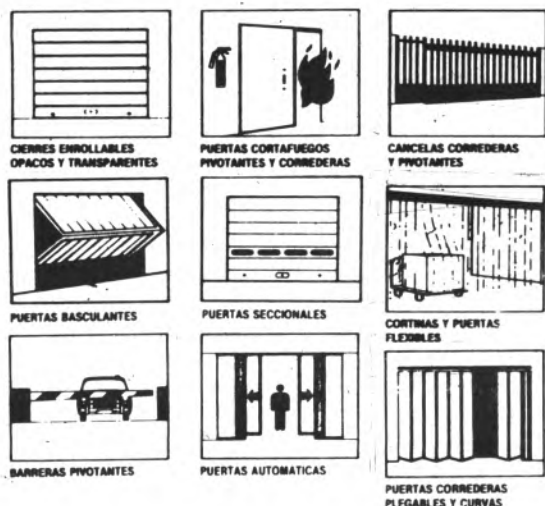 CIERRES ENROLLABLES
OPACOS Y TRANSPARENTES
PUERTAS CORTAFUEGOS
PIVOTANTES Y CORREDERAS
CANCELAS CORREDERAS
Y PIVOTANTES
PUERTAS BASCULANTES
PUERTAS SECCIONALES
CORTINAS Y PUERTAS
FLEXIBLES
BARRERAS PIVOTANTES
PUERTAS AUTOMATICAS
PUERTAS CORREDERAS
PLEGABLES Y CURVAS